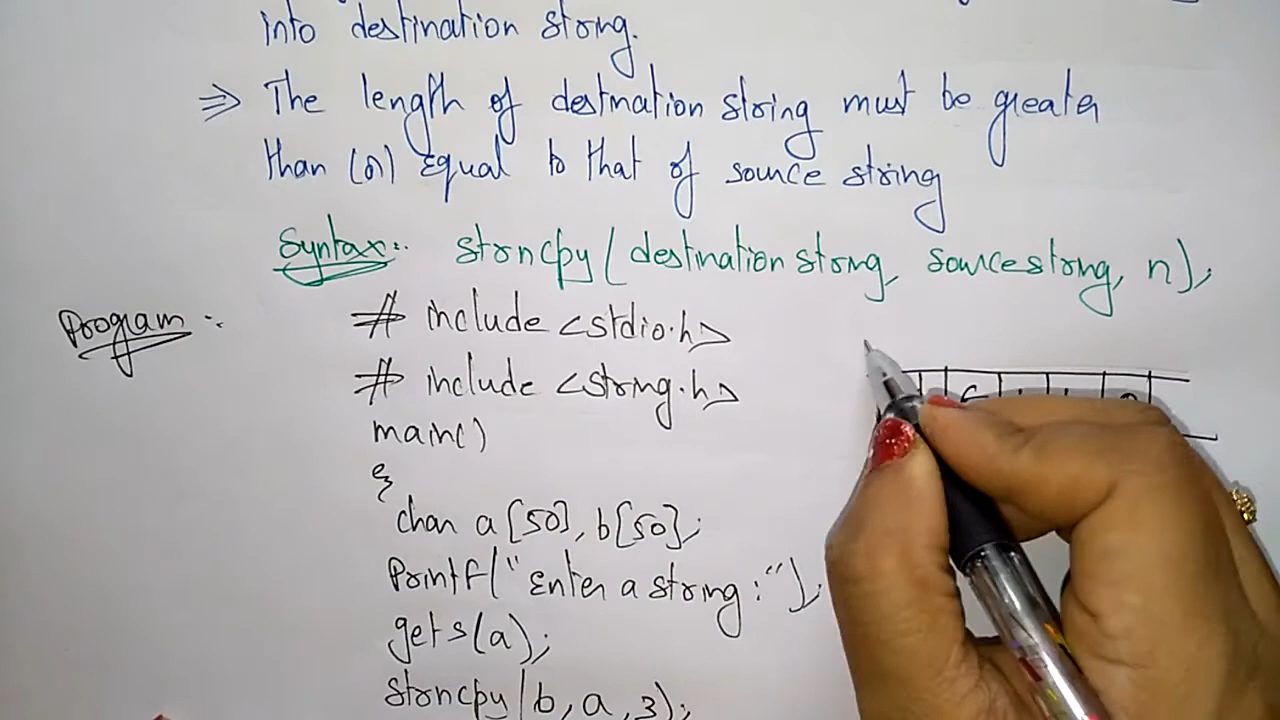 into destination string.
⇒ The length of destination string must be greater
than (or) equal to that of source string
Syntax:- strncpy(destination string, source string, n);
Program :-
# include <stdio.h>
# include <string.h>
main()
{
char a[50], b[50];
printf("Enter a string :");
gets(a);
strncpy(b, a, 3);